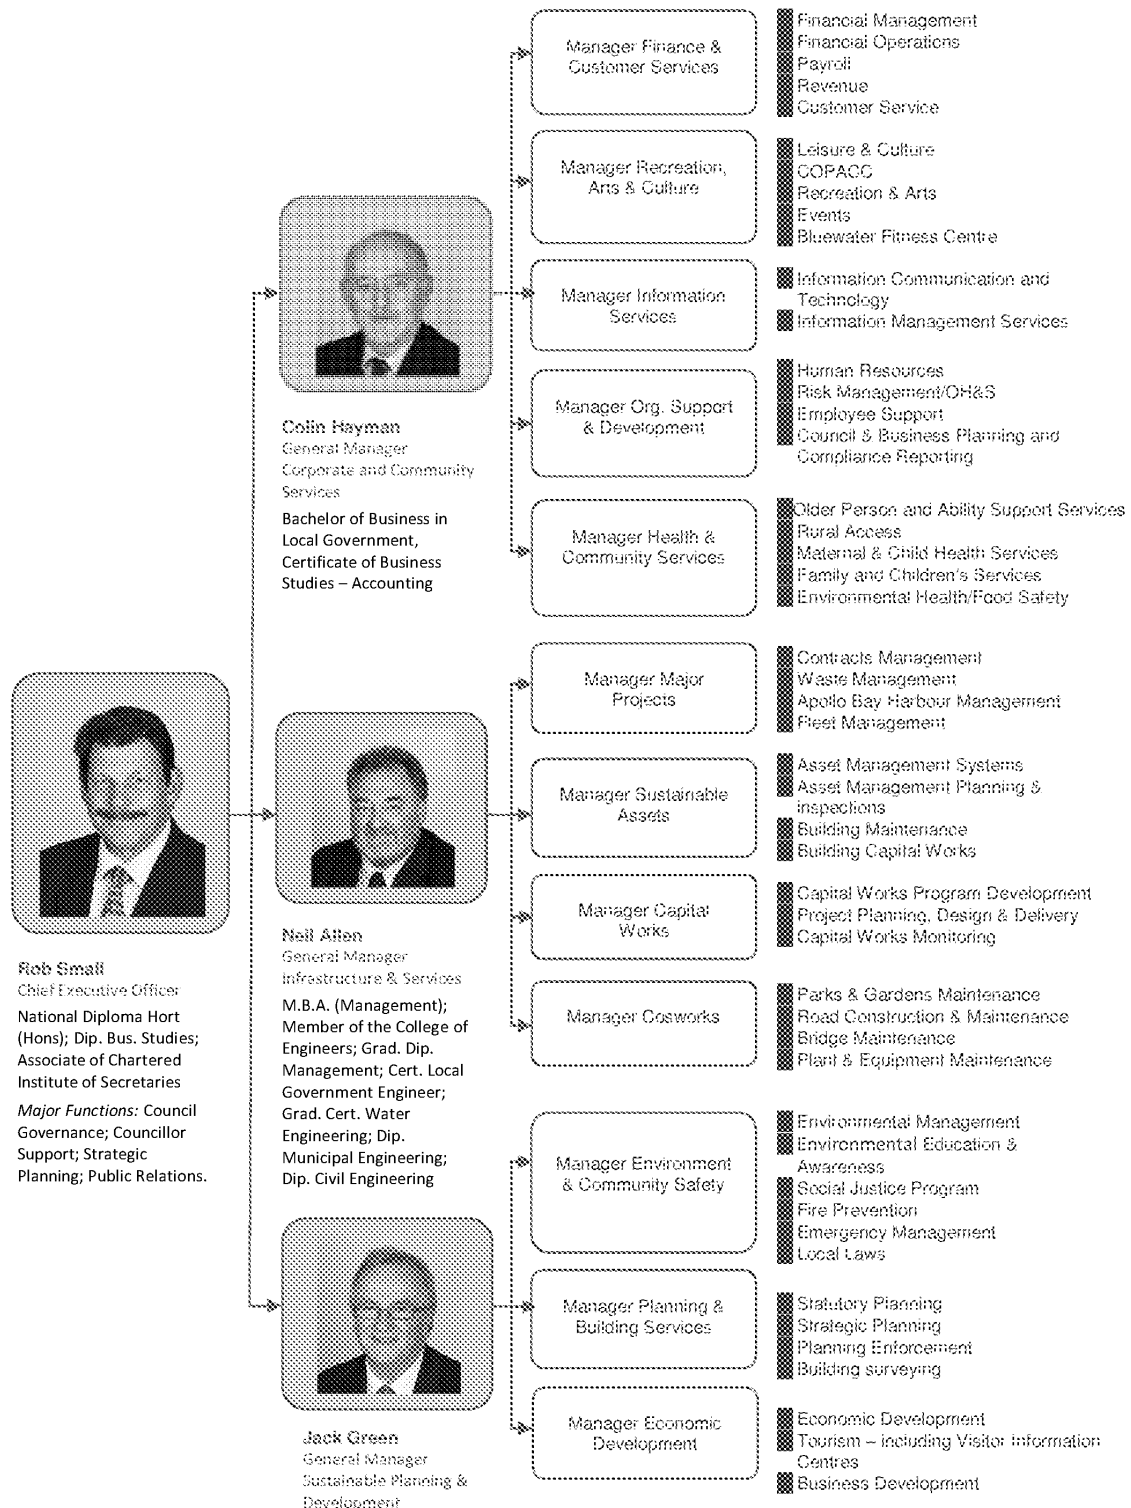 Manager Finance &
Customer Services
Financial Management
Financial Operations
Payroll
Revenue
Customer Service
Manager Recreation,
Arts & Culture
Leisure & Culture
COPACC
Recreation & Arts
Events
Bluewater Fitness Centre
Manager Information
Services
Information Communication and
Technology
Information Management Services
Manager Org. Support
& Development
Human Resources
Risk Management/OH&S
Employee Support
Council & Business Planning and
Compliance Reporting
Manager Health &
Community Services
Older Person and Ability Support Services
Rural Access
Maternal & Child Health Services
Family and Children's Services
Environmental Health/Food Safety
Colin Hayman
General Manager
Corporate and Community
Services
Bachelor of Business in
Local Government,
Certificate of Business
Studies – Accounting
Manager Major
Projects
Contracts Management
Waste Management
Apollo Bay Harbour Management
Fleet Management
Manager Sustainable
Assets
Asset Management Systems
Asset Management Planning &
inspections
Building Maintenance
Building Capital Works
Manager Capital
Works
Capital Works Program Development
Project Planning, Design & Delivery
Capital Works Monitoring
Manager Cosworks
Parks & Gardens Maintenance
Road Construction & Maintenance
Bridge Maintenance
Plant & Equipment Maintenance
Rob Small
Chief Executive Officer
National Diploma Hort
(Hons); Dip. Bus. Studies;
Associate of Chartered
Institute of Secretaries
Major Functions: Council
Governance; Councillor
Support; Strategic
Planning; Public Relations.
Neil Allen
General Manager
Infrastructure & Services
M.B.A. (Management);
Member of the College of
Engineers; Grad. Dip.
Management; Cert. Local
Government Engineer;
Grad. Cert. Water
Engineering; Dip.
Municipal Engineering;
Dip. Civil Engineering
Manager Environment
& Community Safety
Environmental Management
Environmental Education &
Awareness
Social Justice Program
Fire Prevention
Emergency Management
Local Laws
Manager Planning &
Building Services
Statutory Planning
Strategic Planning
Planning Enforcement
Building surveying
Manager Economic
Development
Economic Development
Tourism – including Visitor Information
Centres
Business Development
Jack Green
General Manager
Sustainable Planning &
Development